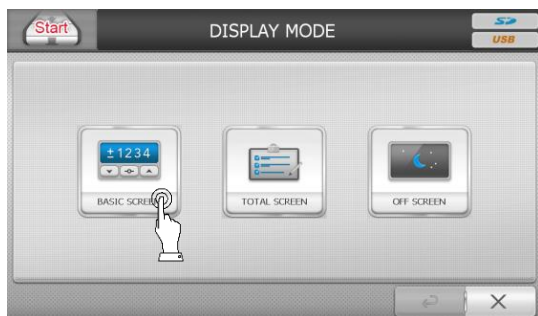 Start
DISPLAY MODE
SD
USB
±1234
BASIC SCREEN
TOTAL SCREEN
OFF SCREEN